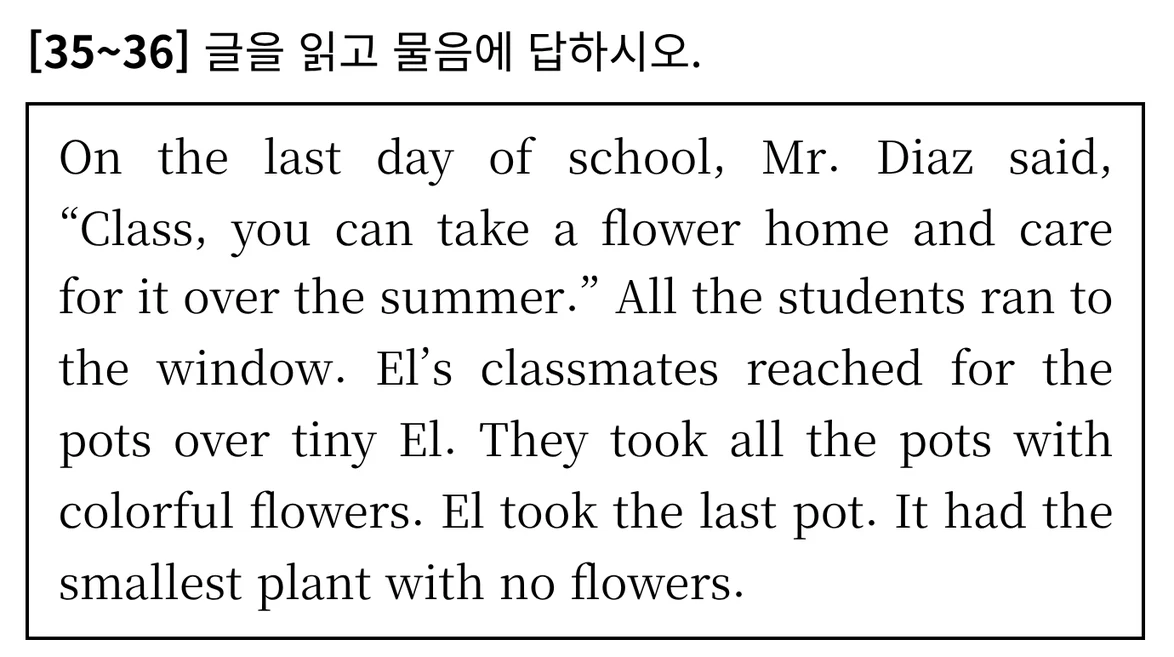 [35~36] 글을 읽고 물음에 답하시오.
On the last day of school, Mr. Diaz said,
“Class, you can take a flower home and care
for it over the summer.” All the students ran to
the window. El’s classmates reached for the
pots over tiny El. They took all the pots with
colorful flowers. El took the last pot. It had the
smallest plant with no flowers.